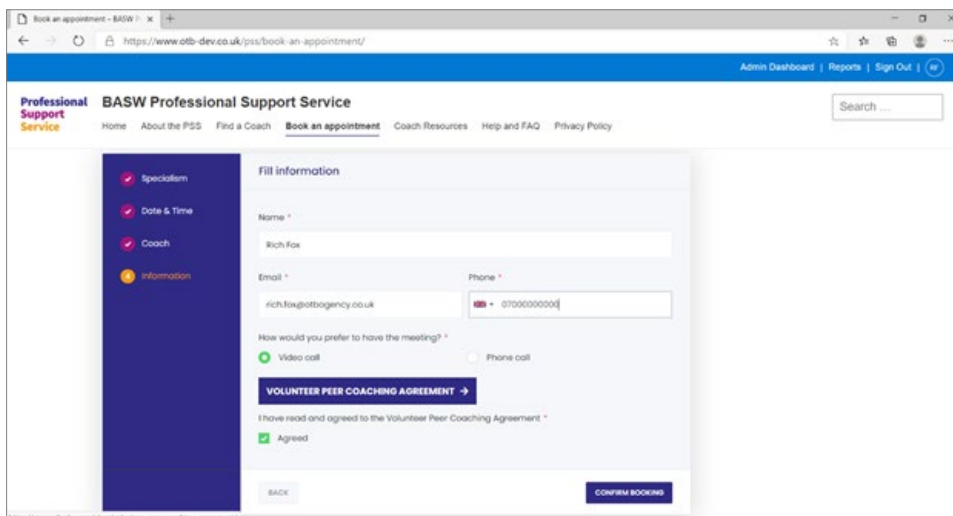 Book an appointment - BASW P
https://www.otb-dev.co.uk/pss/book-an-appointment/
Admin Dashboard | Reports | Sign Out | RF
Professional
Support
Service
BASW Professional Support Service
Search ...
Home About the PSS Find a Coach Book an appointment Coach Resources Help and FAQ Privacy Policy
Specialism
Date & Time
Coach
4 Information
Fill information
Name *
Rich Fox
Email * Phone *
rich.fox@otbagency.co.uk 07000000000
How would you prefer to have the meeting? *
Video call Phone call
VOLUNTEER PEER COACHING AGREEMENT →
I have read and agreed to the Volunteer Peer Coaching Agreement *
Agreed
BACK CONFIRM BOOKING